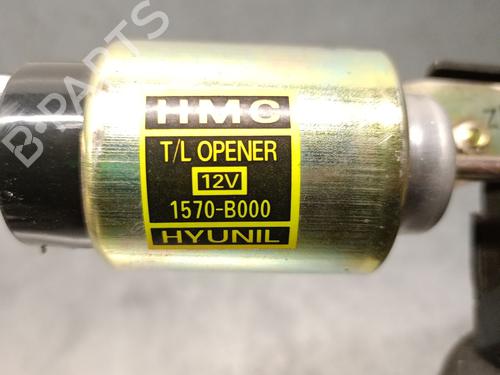 B-PARTS
HMC
T/L OPENER
12V
1570-B000
HYUNIL